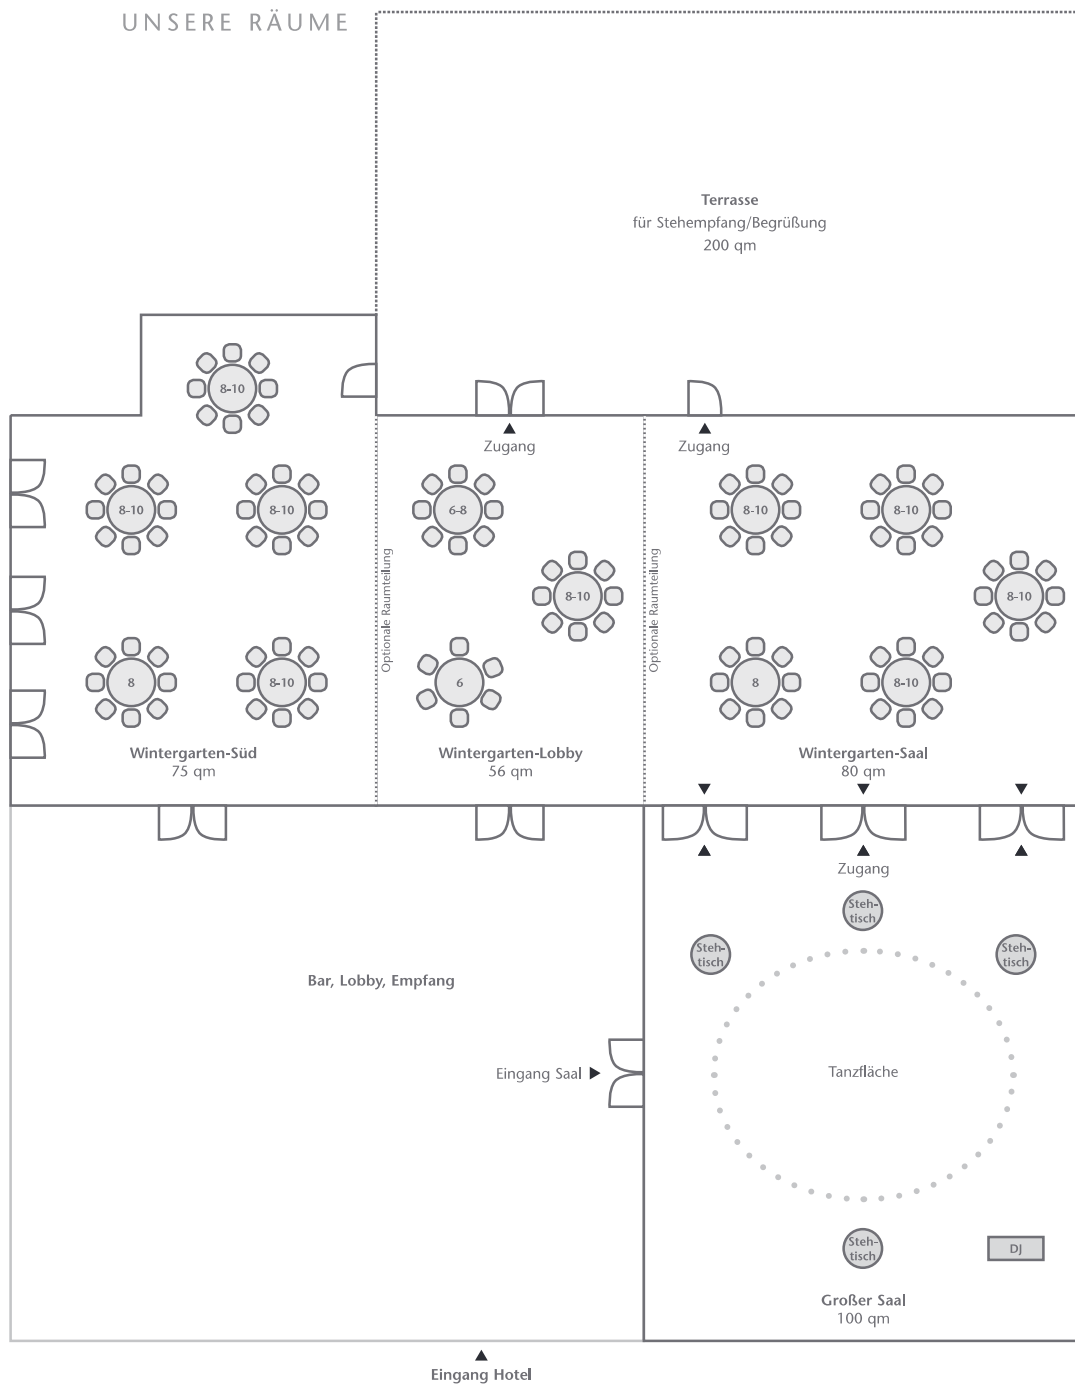 UNSERE RÄUME
Terrasse
für Stehempfang/Begrüßung
200 qm
8-10
Zugang
Zugang
8-10
8-10
6-8
8-10
8-10
Optionale Raumteilung
Optionale Raumteilung
8-10
8-10
8
8-10
6
8
8-10
Wintergarten-Süd
75 qm
Wintergarten-Lobby
56 qm
Wintergarten-Saal
80 qm
Zugang
Steh-
tisch
Steh-
tisch
Steh-
tisch
Bar, Lobby, Empfang
Eingang Saal
Tanzfläche
Steh-
tisch
DJ
Großer Saal
100 qm
Eingang Hotel